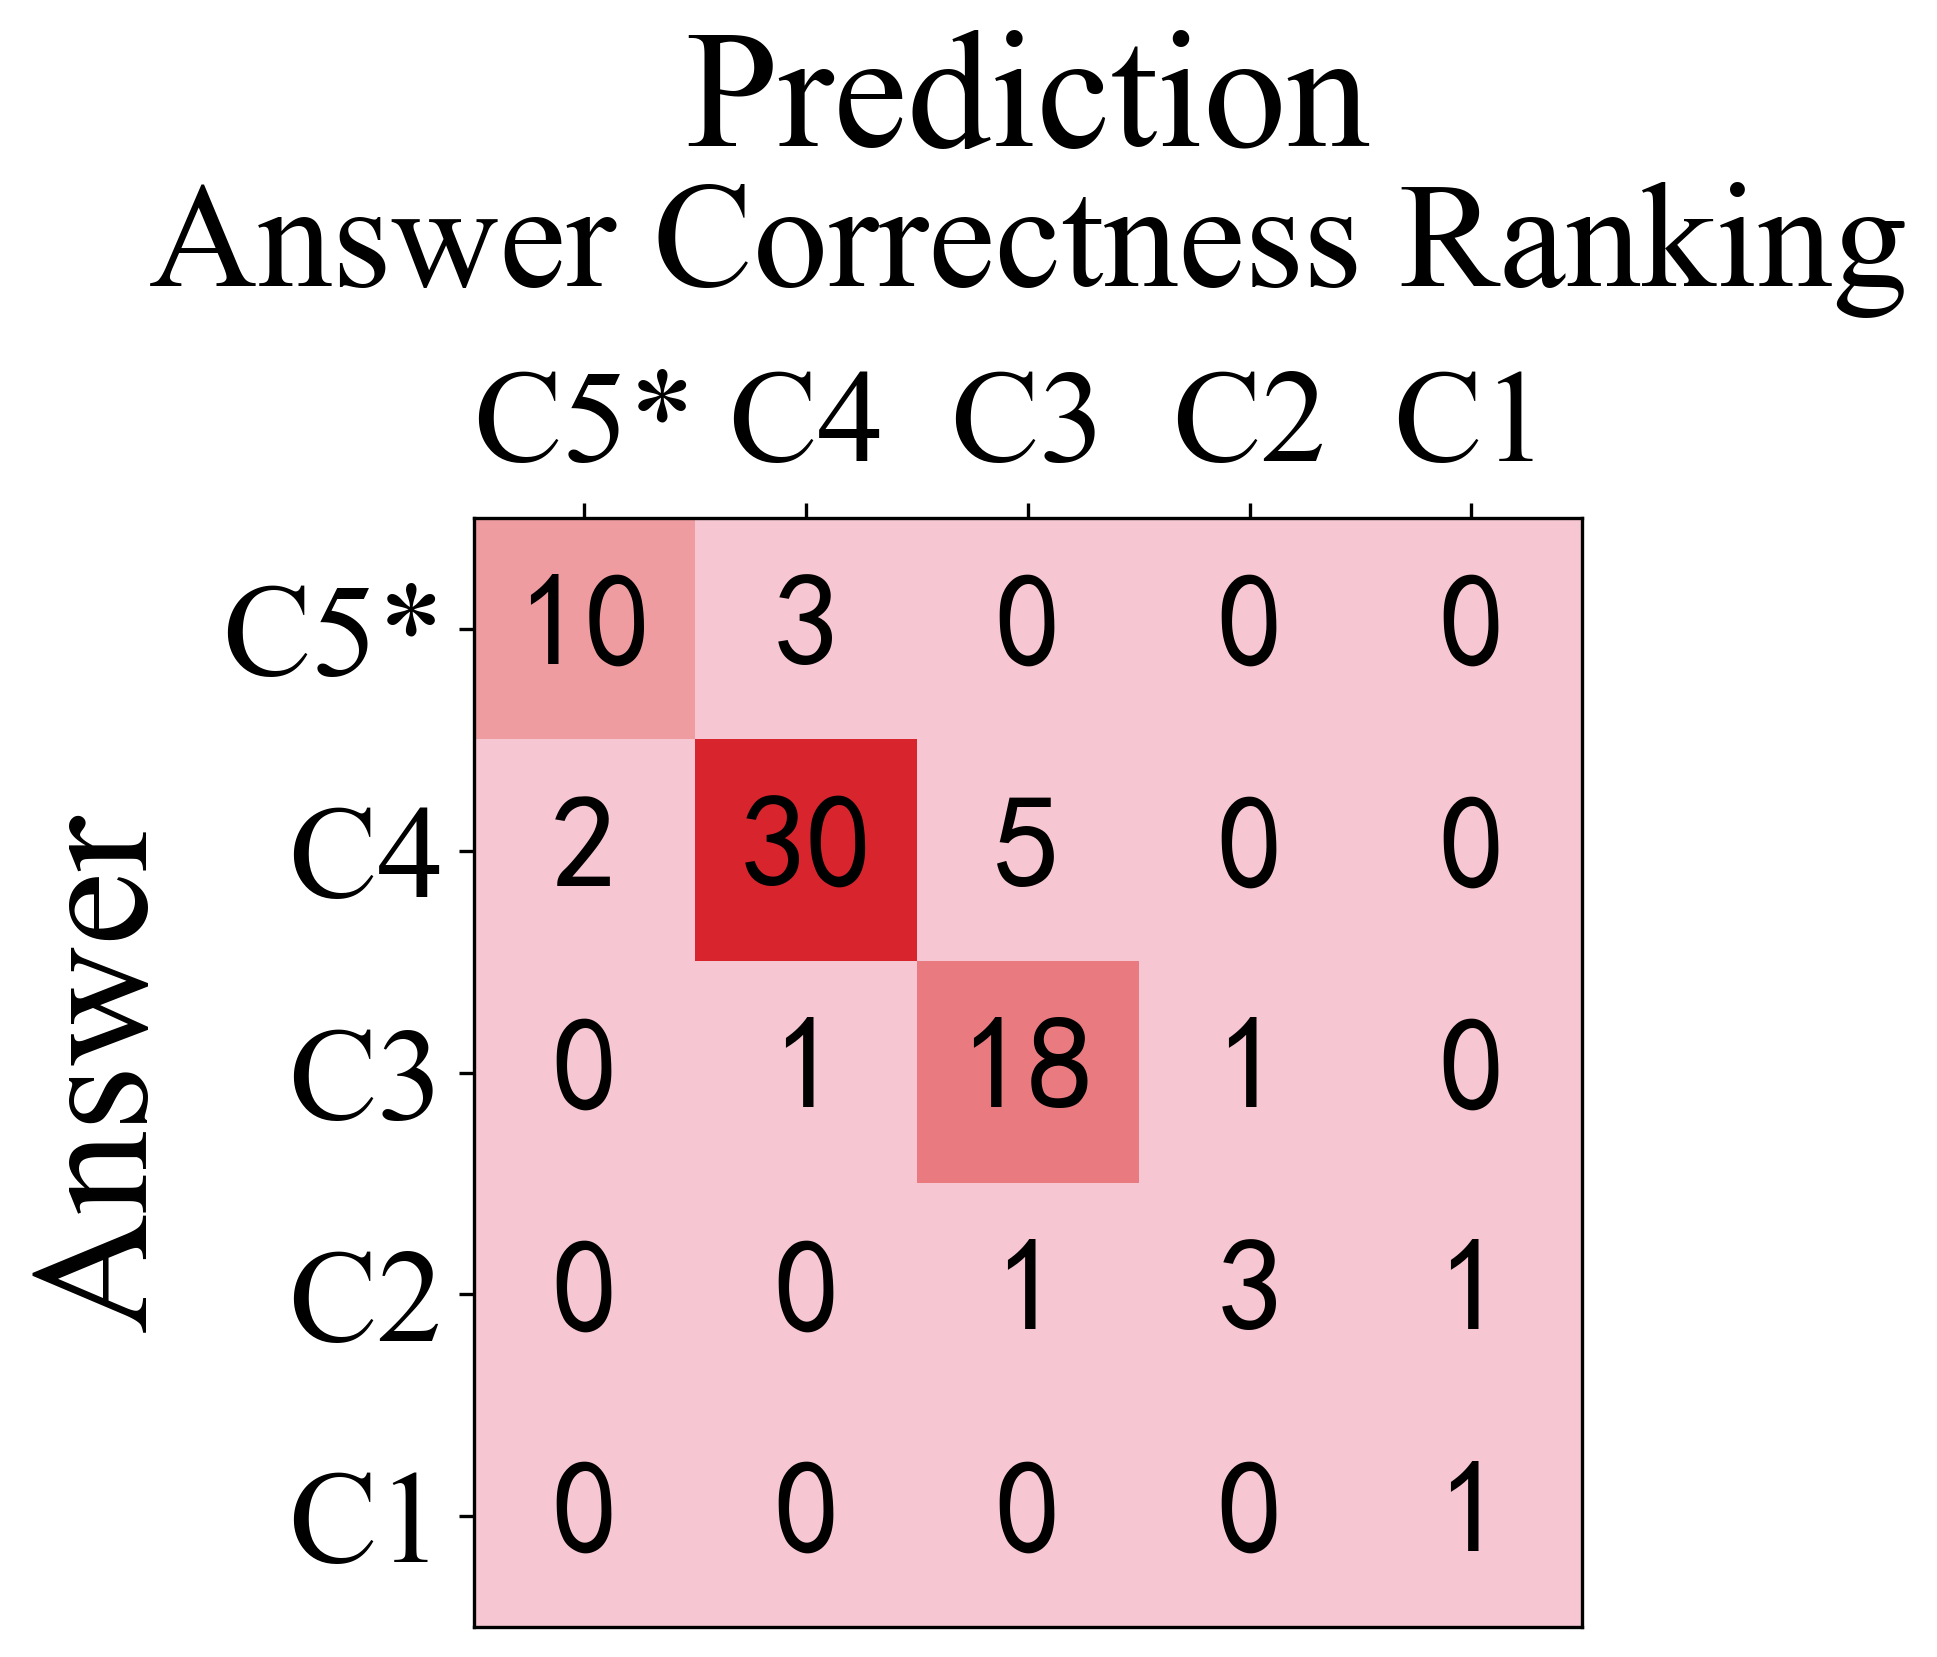 Prediction
Answer Correctness Ranking
C5* C4 C3 C2 C1
Answer
C5* 10 3 0 0 0
C4 2 30 5 0 0
C3 0 1 18 1 0
C2 0 0 1 3 1
C1 0 0 0 0 1